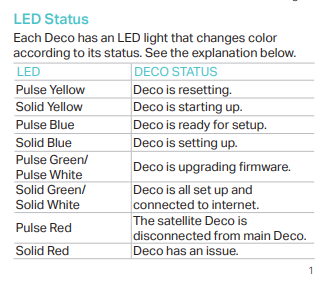 LED Status
Each Deco has an LED light that changes color
according to its status. See the explanation below.
LED DECO STATUS
Pulse Yellow Deco is resetting.
Solid Yellow Deco is starting up.
Pulse Blue Deco is ready for setup.
Solid Blue Deco is setting up.
Pulse Green/
Pulse White Deco is upgrading firmware.
Solid Green/ Deco is all set up and
Solid White connected to internet.
Pulse Red The satellite Deco is
disconnected from main Deco.
Solid Red Deco has an issue.
1